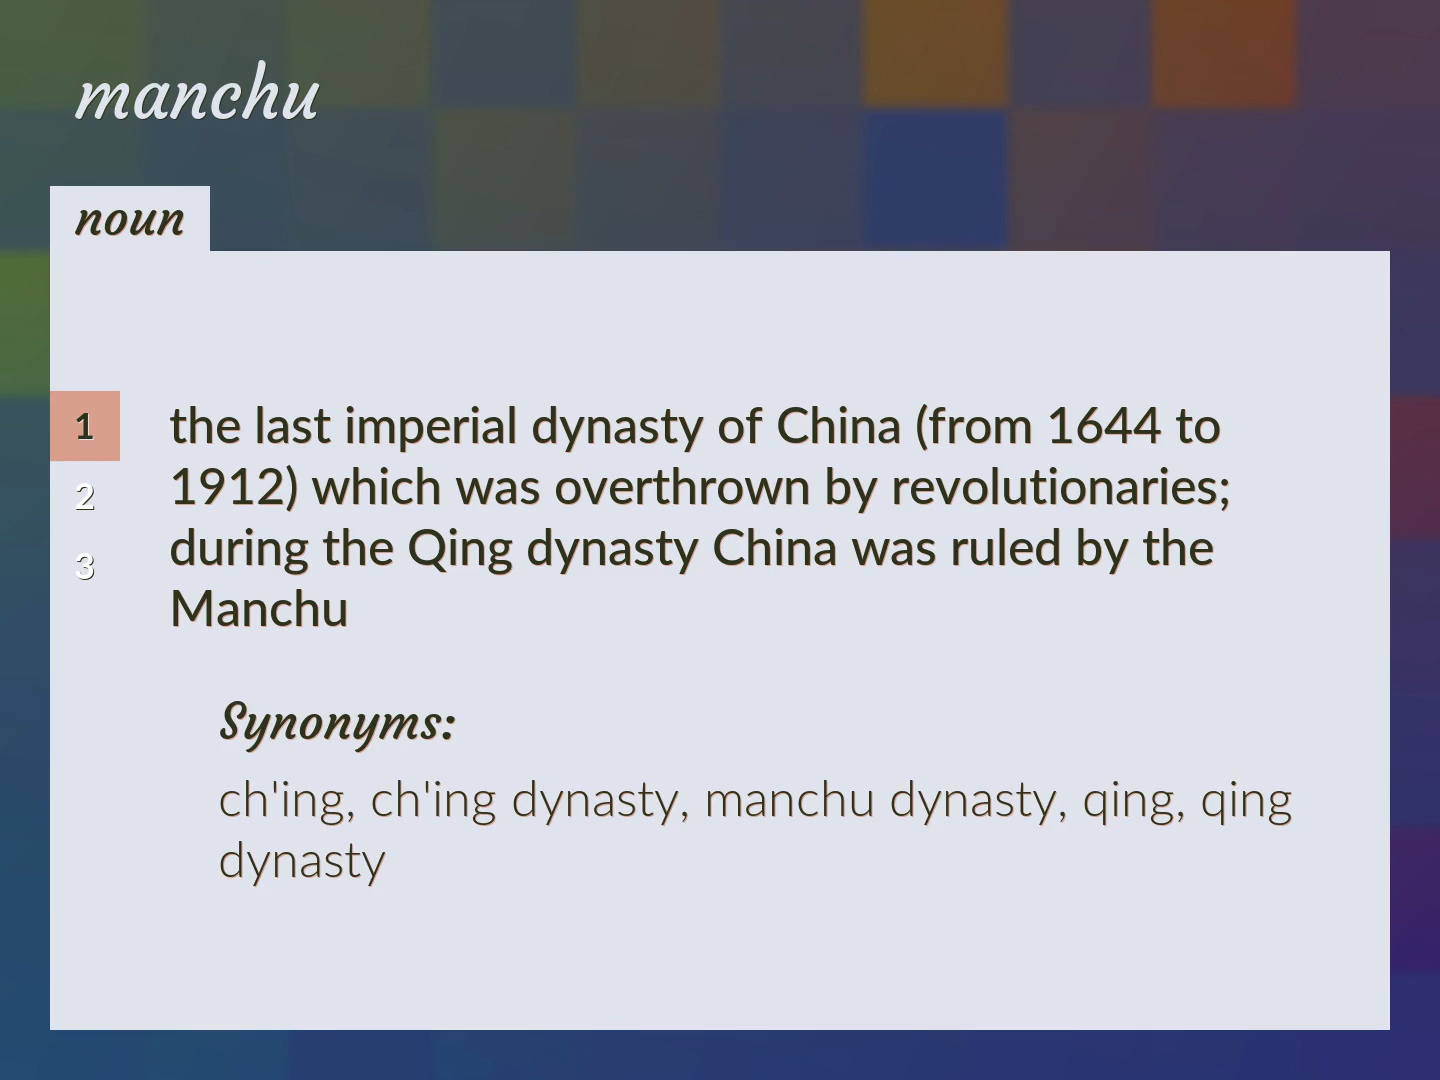 manchu
noun
1
2
3
the last imperial dynasty of China (from 1644 to
1912) which was overthrown by revolutionaries;
during the Qing dynasty China was ruled by the
Manchu
Synonyms:
ch'ing, ch'ing dynasty, manchu dynasty, qing, qing
dynasty